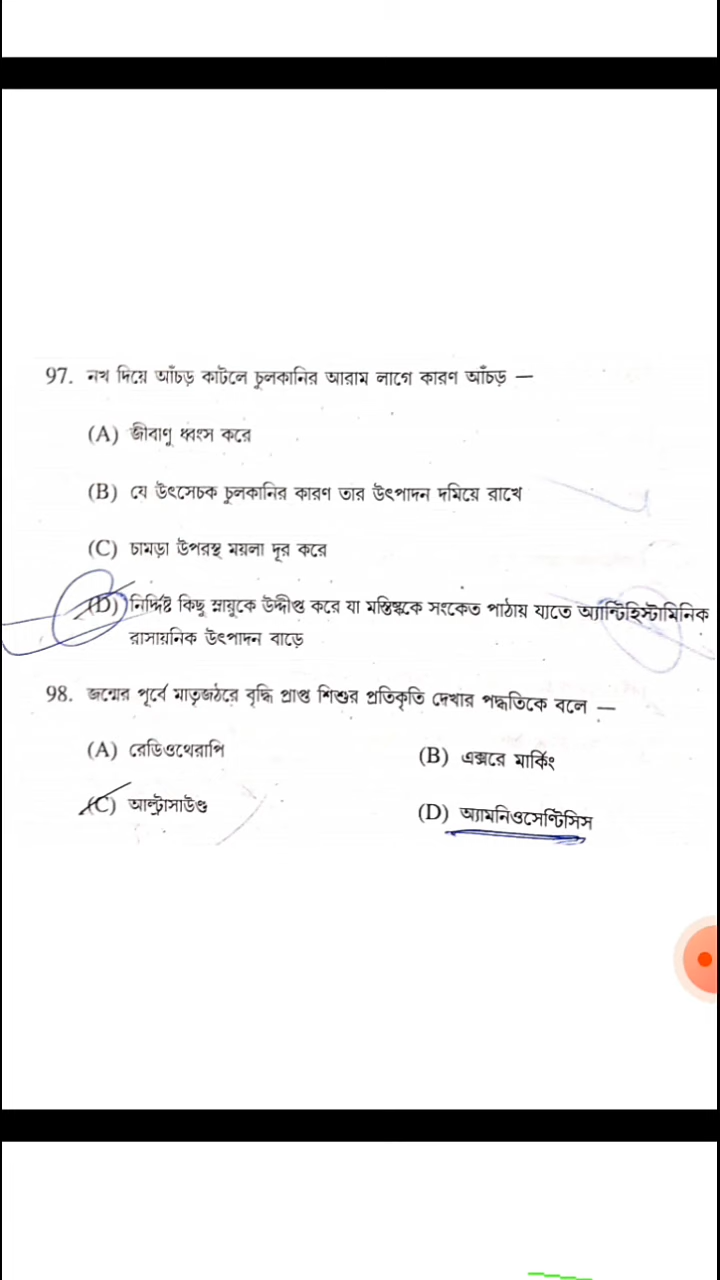 97. নখ দিয়ে আঁচড় কাটলে চুলকানির আরাম লাগে কারণ আঁচড় —
(A) জীবাণু ধ্বংস করে
(B) যে উৎসেচক চুলকানির কারণ তার উৎপাদন দমিয়ে রাখে
(C) চামড়া উপরস্থ ময়লা দূর করে
(D) নির্দিষ্ট কিছু স্নায়ুকে উদ্দীপ্ত করে যা মস্তিষ্ককে সংকেত পাঠায় যাতে অ্যান্টিহিস্টামিনিক
রাসায়নিক উৎপাদন বাড়ে
98. জন্মের পূর্বে মাতৃজঠরে বৃদ্ধি প্রাপ্ত শিশুর প্রতিকৃতি দেখার পদ্ধতিকে বলে —
(A) রেডিওথেরাপি
(B) এক্সরে মার্কিং
(C) আল্ট্রাসাউণ্ড
(D) অ্যামনিওসেণ্টিসিস